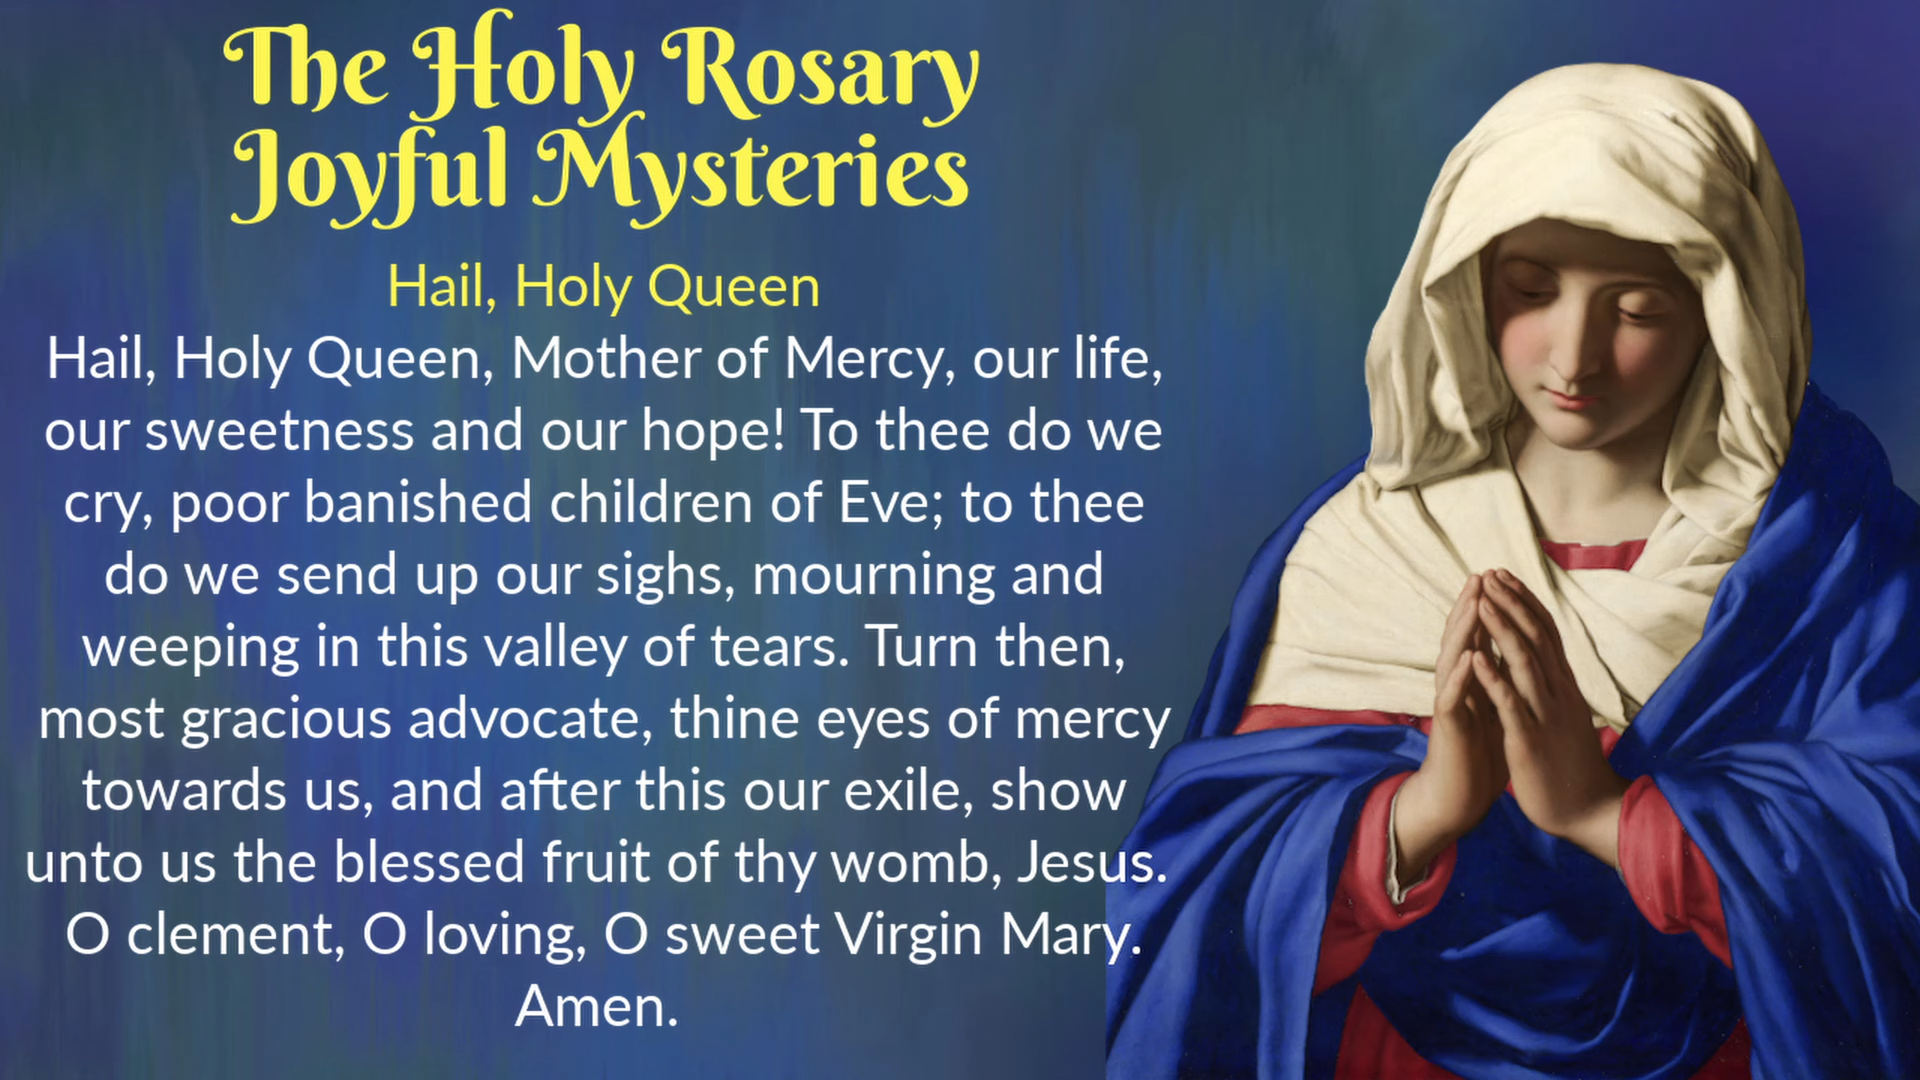 The Holy Rosary
Joyful Mysteries
Hail, Holy Queen
Hail, Holy Queen, Mother of Mercy, our life,
our sweetness and our hope! To thee do we
cry, poor banished children of Eve; to thee
do we send up our sighs, mourning and
weeping in this valley of tears. Turn then,
most gracious advocate, thine eyes of mercy
towards us, and after this our exile, show
unto us the blessed fruit of thy womb, Jesus.
O clement, O loving, O sweet Virgin Mary.
Amen.